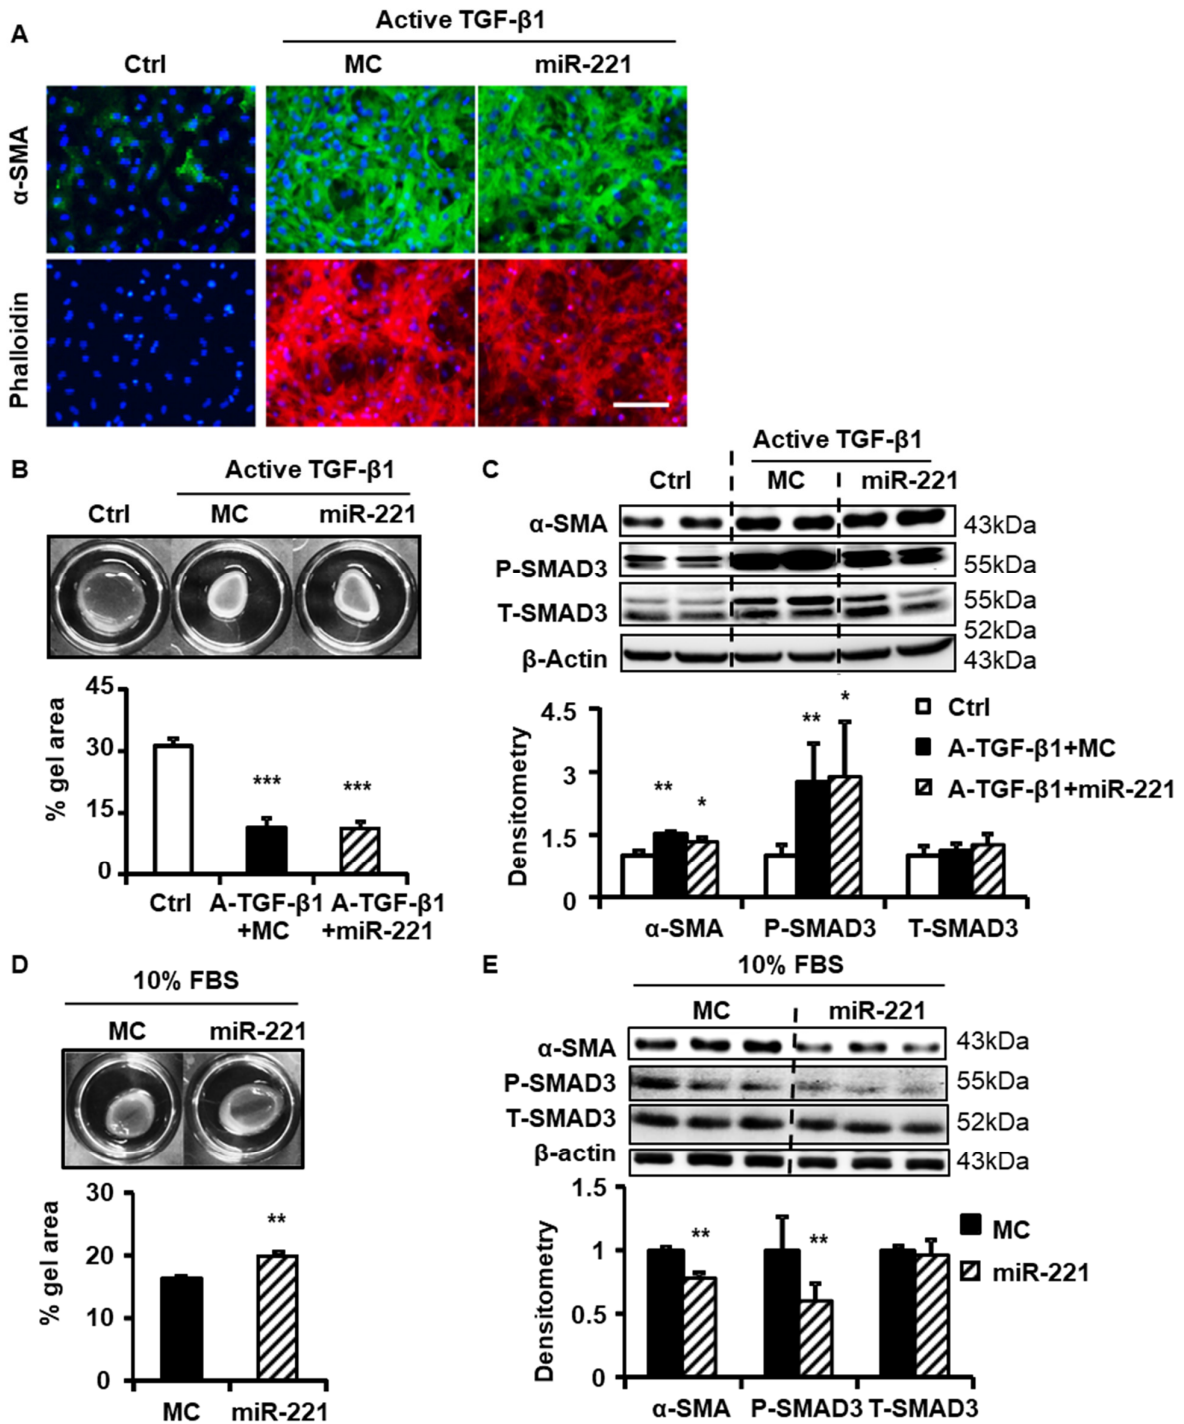 A
Active TGF-β1
Ctrl
MC
miR-221
α-SMA
Phalloidin
B
Active TGF-β1
Ctrl
MC
miR-221
45
30
15
0
% gel area
***
***
Ctrl
A-TGF-β1
+MC
A-TGF-β1
+miR-221
C
Active TGF-β1
Ctrl
MC
miR-221
α-SMA
43kDa
P-SMAD3
55kDa
T-SMAD3
55kDa
52kDa
β-Actin
43kDa
4.5
3
1.5
0
Densitometry
**
*
**
*
Ctrl
A-TGF-β1+MC
A-TGF-β1+miR-221
α-SMA
P-SMAD3
T-SMAD3
D
10% FBS
MC
miR-221
30
20
10
0
% gel area
**
MC
miR-221
E
10% FBS
MC
miR-221
α-SMA
43kDa
P-SMAD3
55kDa
T-SMAD3
52kDa
β-actin
43kDa
1.5
1
0.5
0
Densitometry
**
**
MC
miR-221
α-SMA
P-SMAD3
T-SMAD3